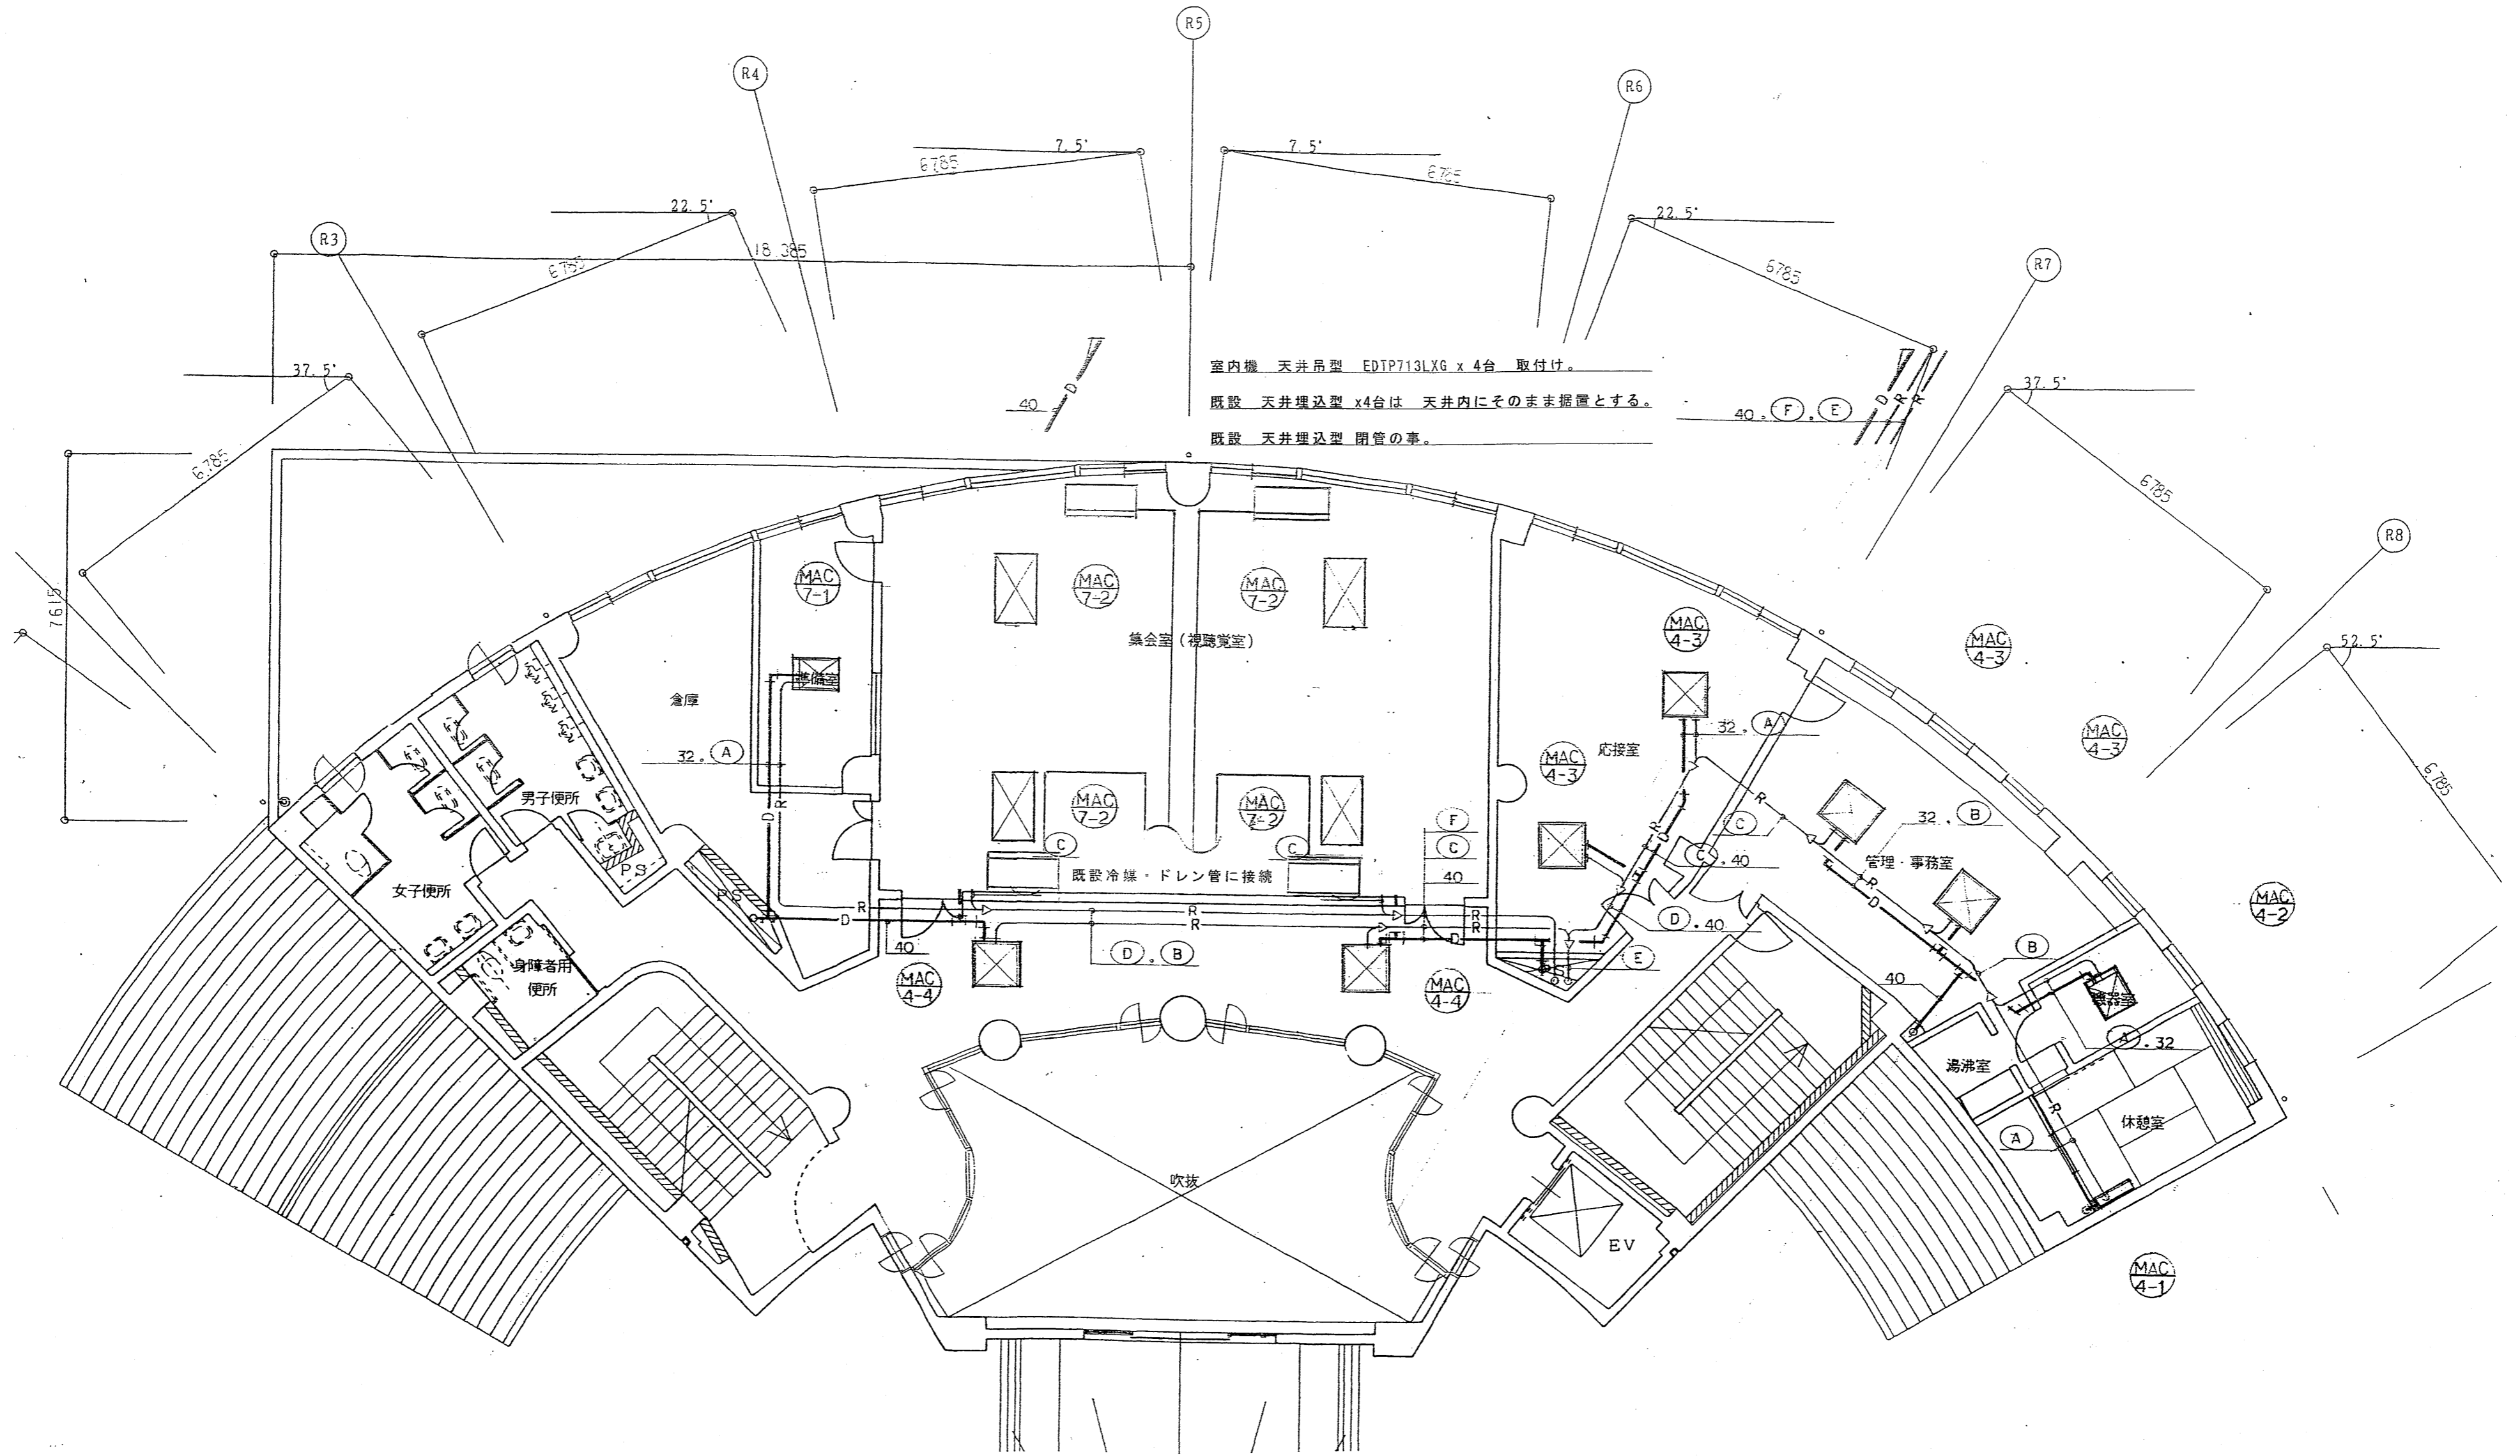 R5
R4
R6
7.5°
7.5°
6785
6785
22.5°
22.5°
R3
18.385
6785
6785
R7
室内機 天井吊型 EDTP713LXG x 4台 取付け。
37.5°
37.5°
D
40
既設 天井埋込型 x4台は 天井内にそのまま据置とする。
40. F . E
D R R
既設 天井埋込型 閉管の事。
6785
6785
R8
MAC
7-1
MAC
7-2
MAC
7-2
7615
集会室（視聴覚室）
MAC
4-3
MAC
4-3
52.5°
準備室
倉庫
32. A
応接室
MAC
4-3
MAC
4-3
32. A
6785
男子便所
R
D
MAC
7-2
MAC
7-2
F
R
C
32. B
C
C
C
R
D
C .40
管理・事務室
PS
既設冷媒・ドレン管に接続
40
女子便所
PS
R
D
R
R
R
R
D
R
D
MAC
4-2
D . 40
40
D . B
E
B
身障者用
便所
MAC
4-4
MAC
4-4
PS
40
機器室
A . 32
湯沸室
R
休憩室
A
吹抜
EV
MAC
4-1